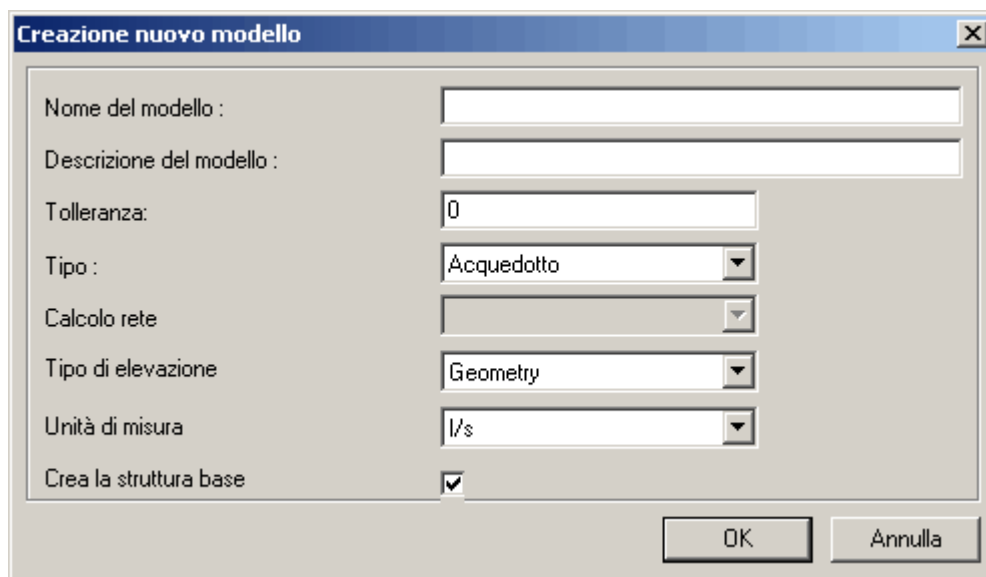 Creazione nuovo modello
Nome del modello :
Descrizione del modello :
Tolleranza: 0
Tipo : Acquedotto
Calcolo rete
Tipo di elevazione Geometry
Unità di misura l/s
Crea la struttura base
OK Annulla